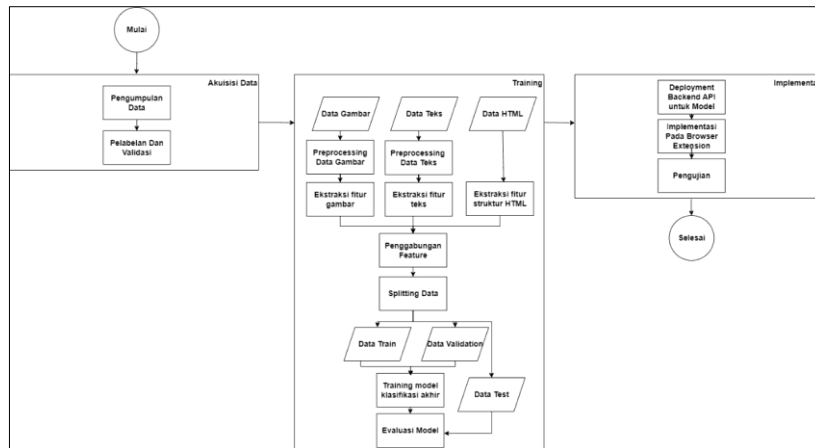 Mulai
Akuisisi Data
Pengumpulan
Data
Pelabelan Dan
Validasi
Training
Data Gambar
Data Teks
Data HTML
Preprocessing
Data Gambar
Preprocessing
Data Teks
Ekstraksi fitur
gambar
Ekstraksi fitur
teks
Ekstraksi fitur
struktur HTML
Penggabungan
Feature
Splitting Data
Data Train
Data Validation
Data Test
Training model
klasifikasi akhir
Evaluasi Model
Implementa
Deployment
Backend API
untuk Model
Implementasi
Pada Browser
Extension
Pengujian
Selesai